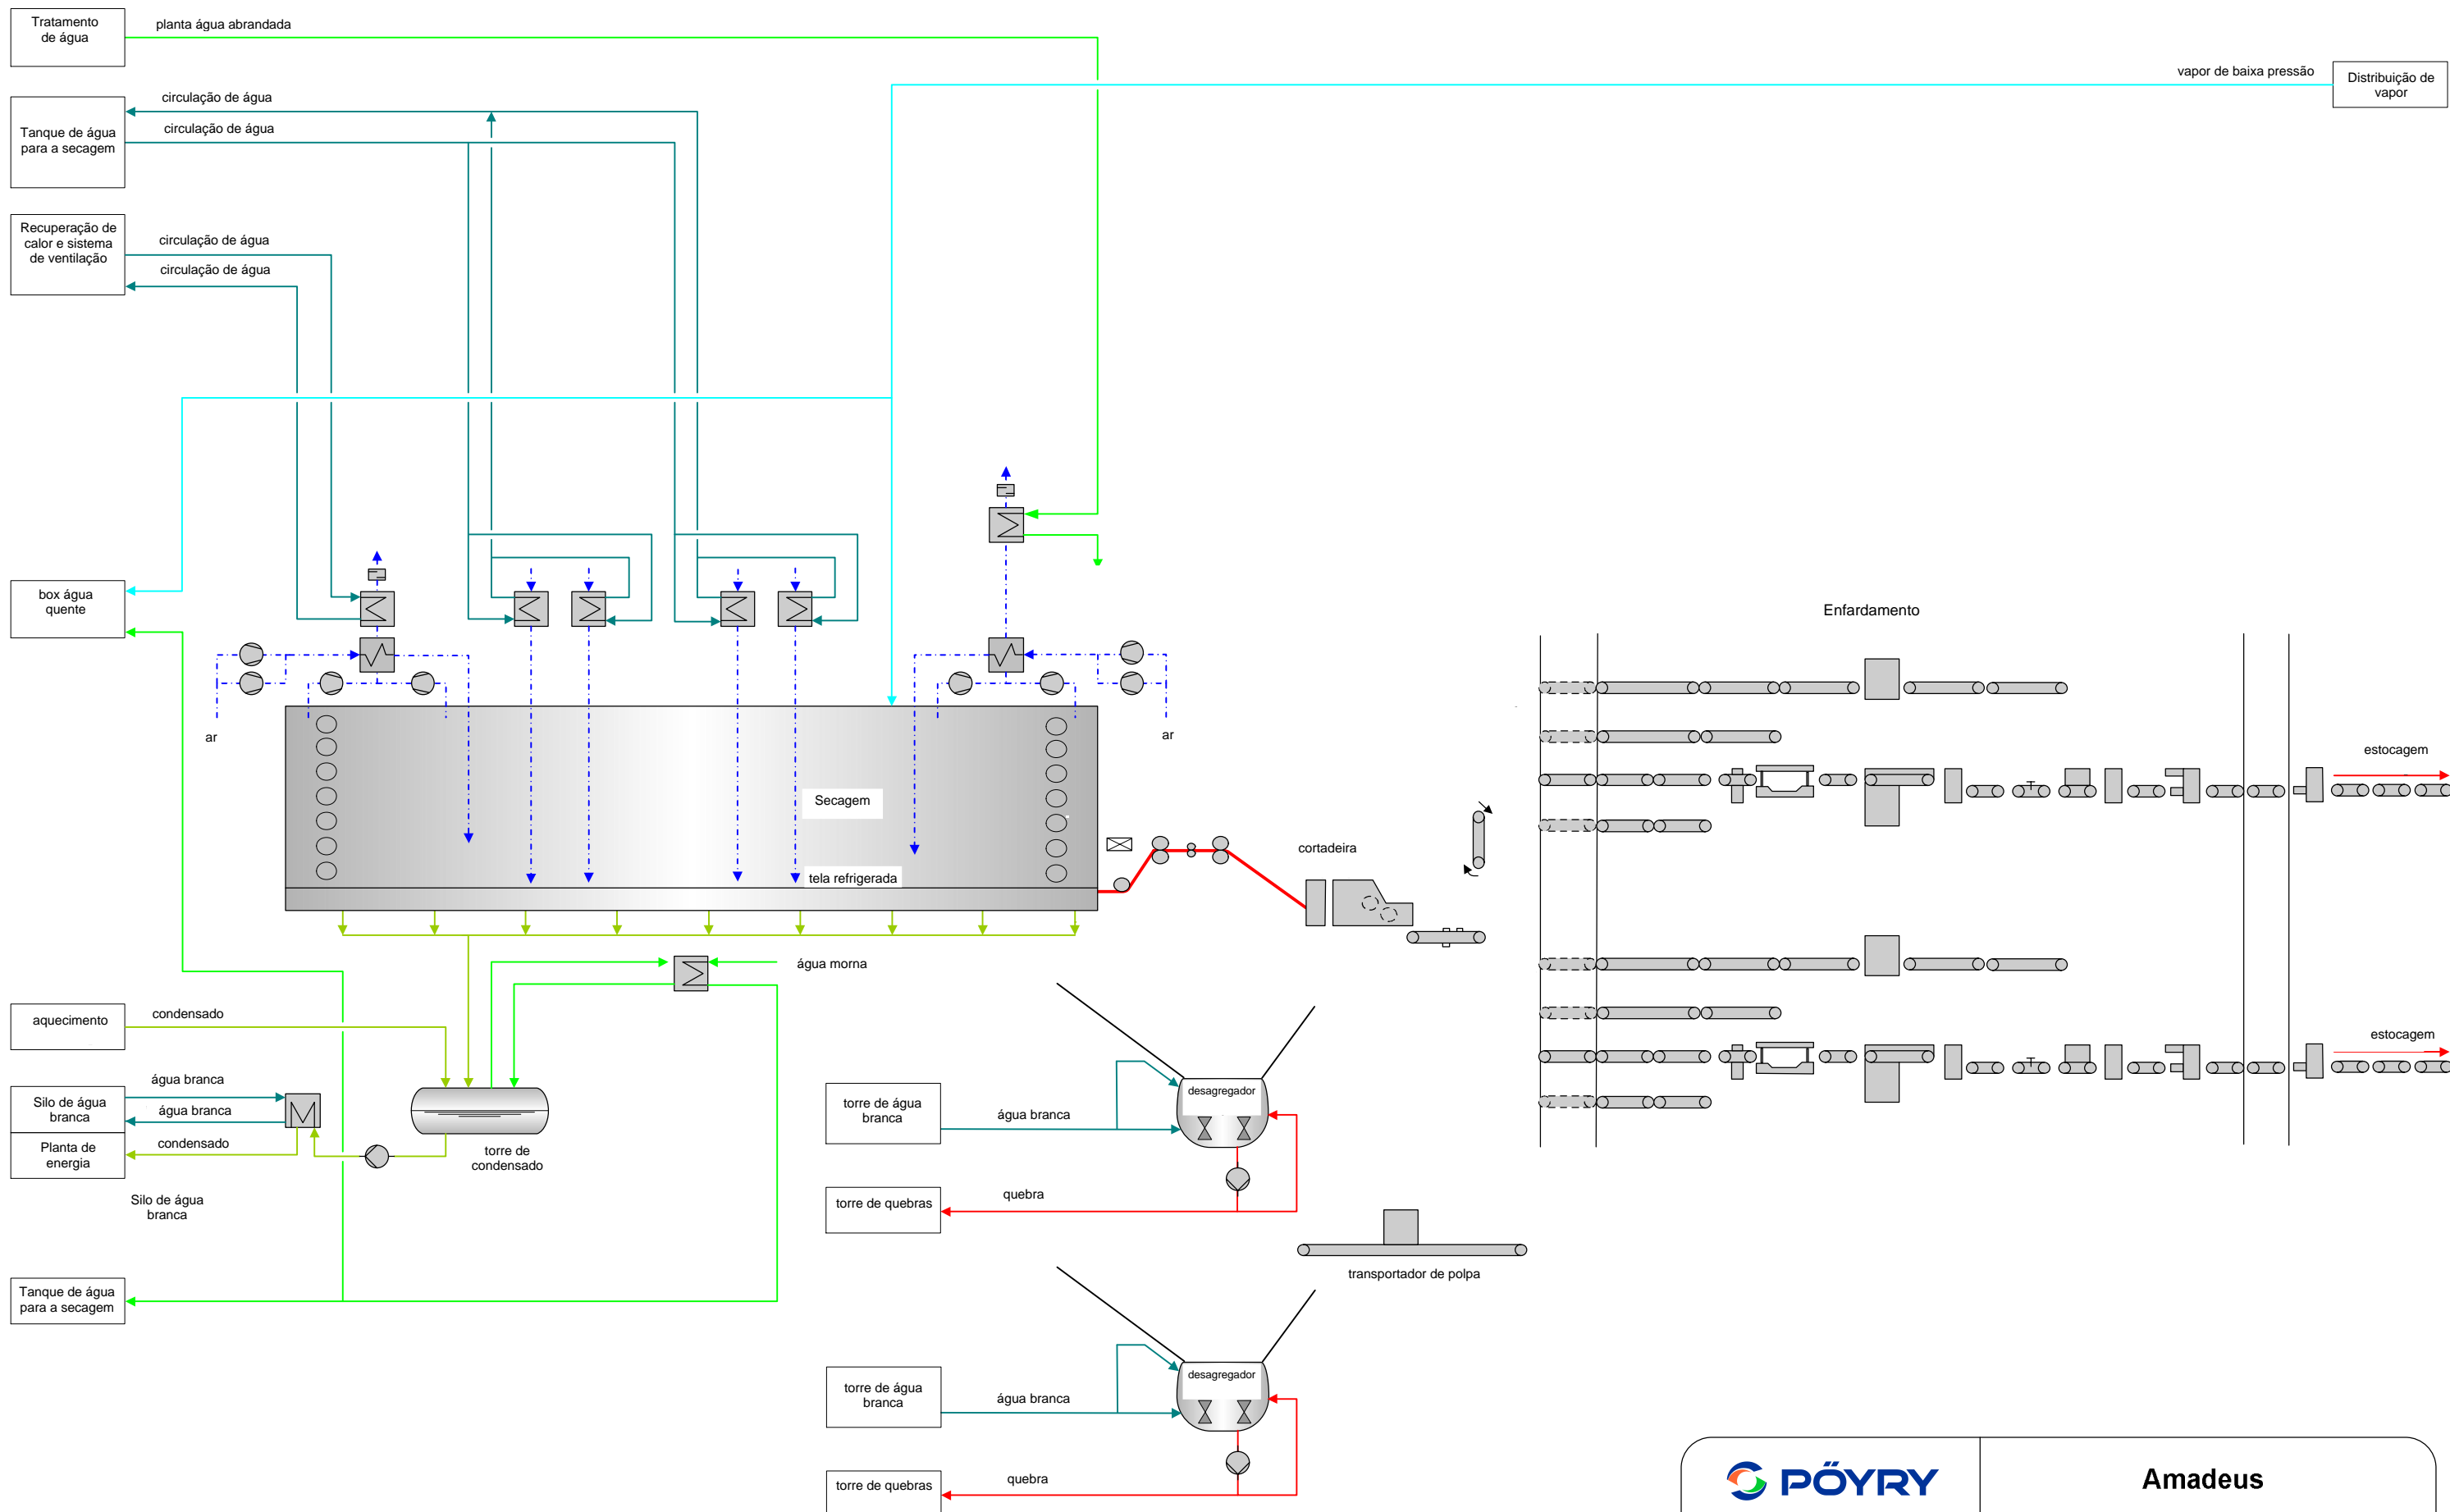 Tratamento
de água
planta água abrandada
vapor de baixa pressão
Distribuição de
vapor
circulação de água
circulação de água
Tanque de água
para a secagem
Recuperação de
calor e sistema
de ventilação
circulação de água
circulação de água
box água
quente
Enfardamento
ar
ar
estocagem
Secagem
cortadeira
tela refrigerada
água morna
aquecimento
condensado
estocagem
água branca
Silo de água
branca
água branca
condensado
Planta de
energia
torre de
condensado
Silo de água
branca
desagregador
torre de água
branca
água branca
quebra
torre de quebras
transportador de polpa
Tanque de água
para a secagem
desagregador
torre de água
branca
água branca
quebra
torre de quebras
PÖYRY
Amadeus